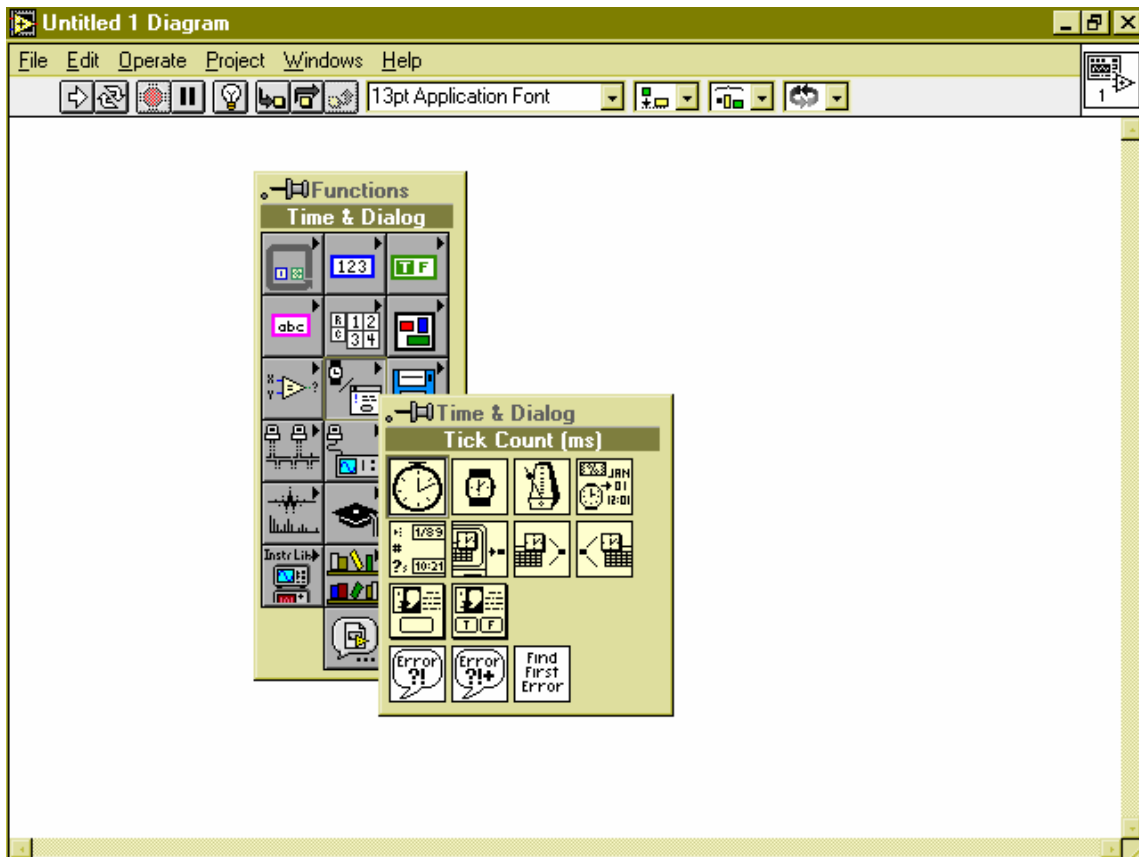 Untitled 1 Diagram
File Edit Operate Project Windows Help
13pt Application Font
1
Functions
Time & Dialog
123
T F
abc
R 1 2
C 3 4
X
Y ?
Instr Lib
Time & Dialog
Tick Count (ms)
JAN
01
12:01
1/89
#
?s 10:21
T F
Error ?!
Error ?!+
Find First Error